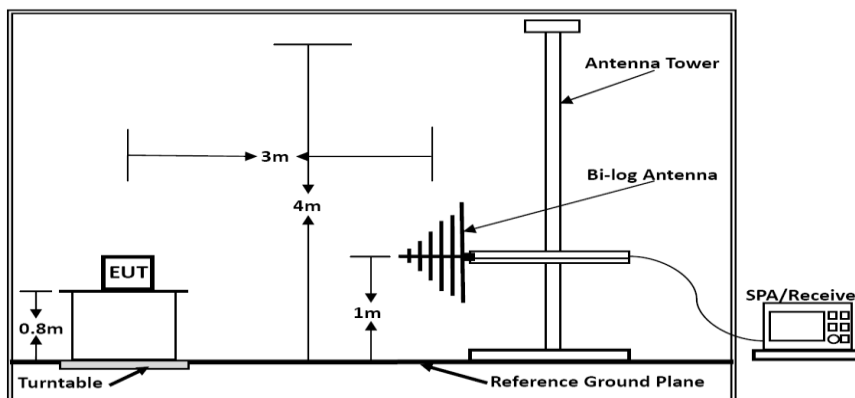 Antenna Tower
3m
Bi-log Antenna
4m
EUT
SPA/Receive
0.8m
1m
Turntable
Reference Ground Plane